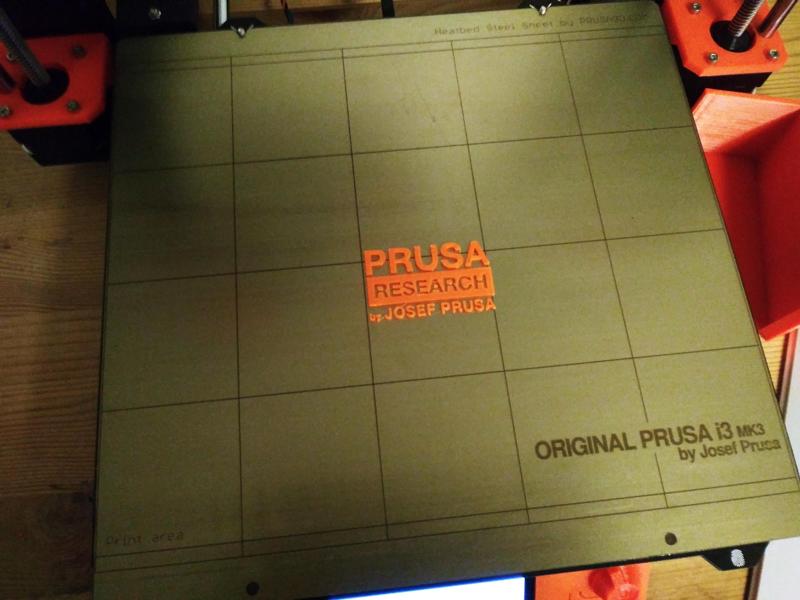 Heatbed Steel Sheet by PRUSA3D.COM
PRUSA
RESEARCH
by JOSEF PRUSA
ORIGINAL PRUSA i3 MK3
by Josef Prusa
Print area